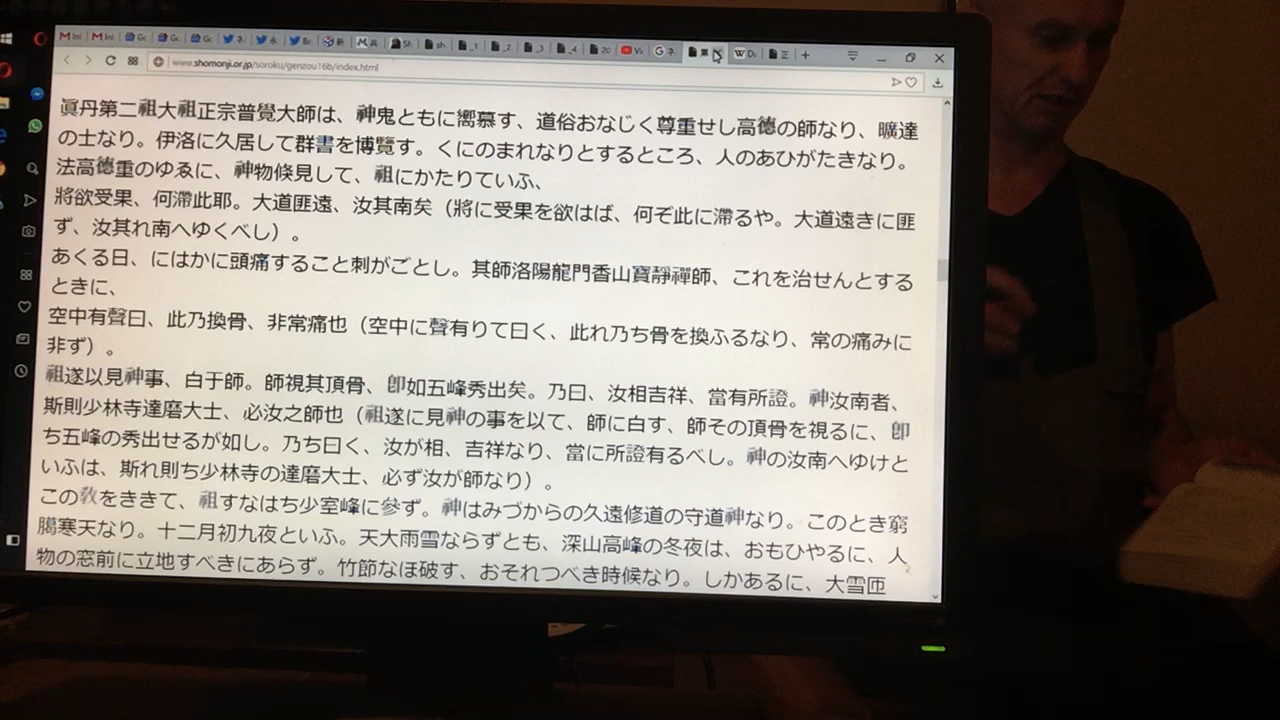 www.shomonji.or.jp/soroku/genzou16b/index.html
眞丹第二祖大祖正宗普覺大師は、神鬼ともに嚮慕す、道俗おなじく尊重せし高德の師なり、曠達
の士なり。伊洛に久居して群書を博覽す。くにのまれなりとするところ、人のあひがたきなり。
法高德重のゆゑに、神物倏見して、祖にかたりていふ、
將欲受果、何滯此耶。大道匪遠、汝其南矣（將に受果を欲はば、何ぞ此に滯るや。大道遠きに匪
ず、汝其れ南へゆくべし）。
あくる日、にはかに頭痛すること刺がごとし。其師洛陽龍門香山寶靜禪師、これを治せんとする
ときに、
空中有聲曰、此乃換骨、非常痛也（空中に聲有りて曰く、此れ乃ち骨を換ふるなり、常の痛みに
非ず）。
祖遂以見神事、白于師。師視其頂骨、卽如五峰秀出矣。乃曰、汝相吉祥、當有所證。神汝南者、
斯則少林寺達磨大士、必汝之師也（祖遂に見神の事を以て、師に白す、師その頂骨を視るに、卽
ち五峰の秀出せるが如し。乃ち曰く、汝が相、吉祥なり、當に所證有るべし。神の汝南へゆけと
いふは、斯れ則ち少林寺の達磨大士、必ず汝が師なり）。
この敎をききて、祖すなはち少室峰に參ず。神はみづからの久遠修道の守道神なり。このとき窮
臈寒天なり。十二月初九夜といふ。天大雨雪ならずとも、深山高峰の冬夜は、おもひやるに、人
物の窓前に立地すべきにあらず。竹節なほ破す、おそれつべき時候なり。しかあるに、大雪匝